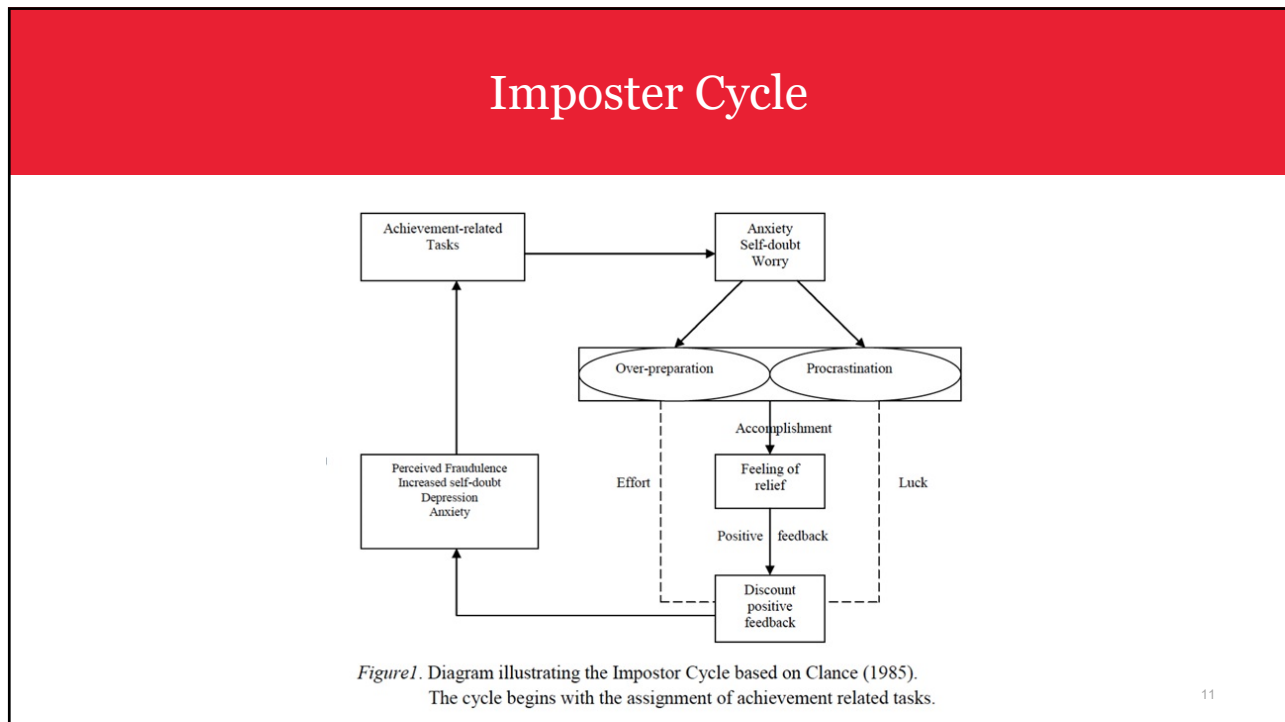 Imposter Cycle
Achievement-related
Tasks
Anxiety
Self-doubt
Worry
Over-preparation
Procrastination
Accomplishment
Effort
Feeling of
relief
Luck
Positive feedback
Discount
positive
feedback
Perceived Fraudulence
Increased self-doubt
Depression
Anxiety
Figure1. Diagram illustrating the Impostor Cycle based on Clance (1985).
The cycle begins with the assignment of achievement related tasks.
11